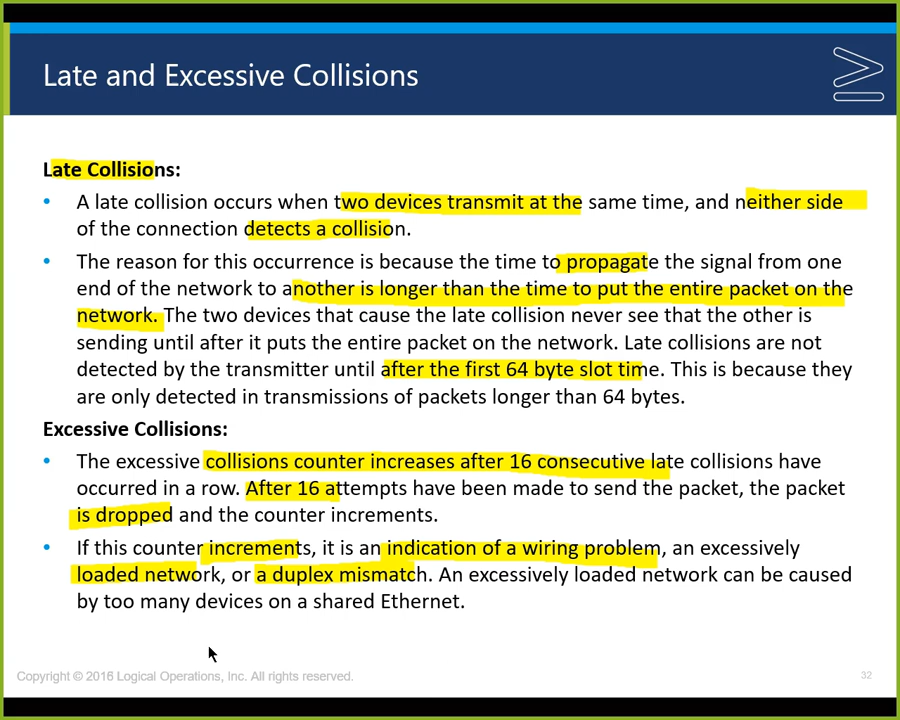 Late and Excessive Collisions
Late Collisions:
• A late collision occurs when two devices transmit at the same time, and neither side
of the connection detects a collision.
• The reason for this occurrence is because the time to propagate the signal from one
end of the network to another is longer than the time to put the entire packet on the
network. The two devices that cause the late collision never see that the other is
sending until after it puts the entire packet on the network. Late collisions are not
detected by the transmitter until after the first 64 byte slot time. This is because they
are only detected in transmissions of packets longer than 64 bytes.
Excessive Collisions:
• The excessive collisions counter increases after 16 consecutive late collisions have
occurred in a row. After 16 attempts have been made to send the packet, the packet
is dropped and the counter increments.
• If this counter increments, it is an indication of a wiring problem, an excessively
loaded network, or a duplex mismatch. An excessively loaded network can be caused
by too many devices on a shared Ethernet.
Copyright © 2016 Logical Operations, Inc. All rights reserved.
32